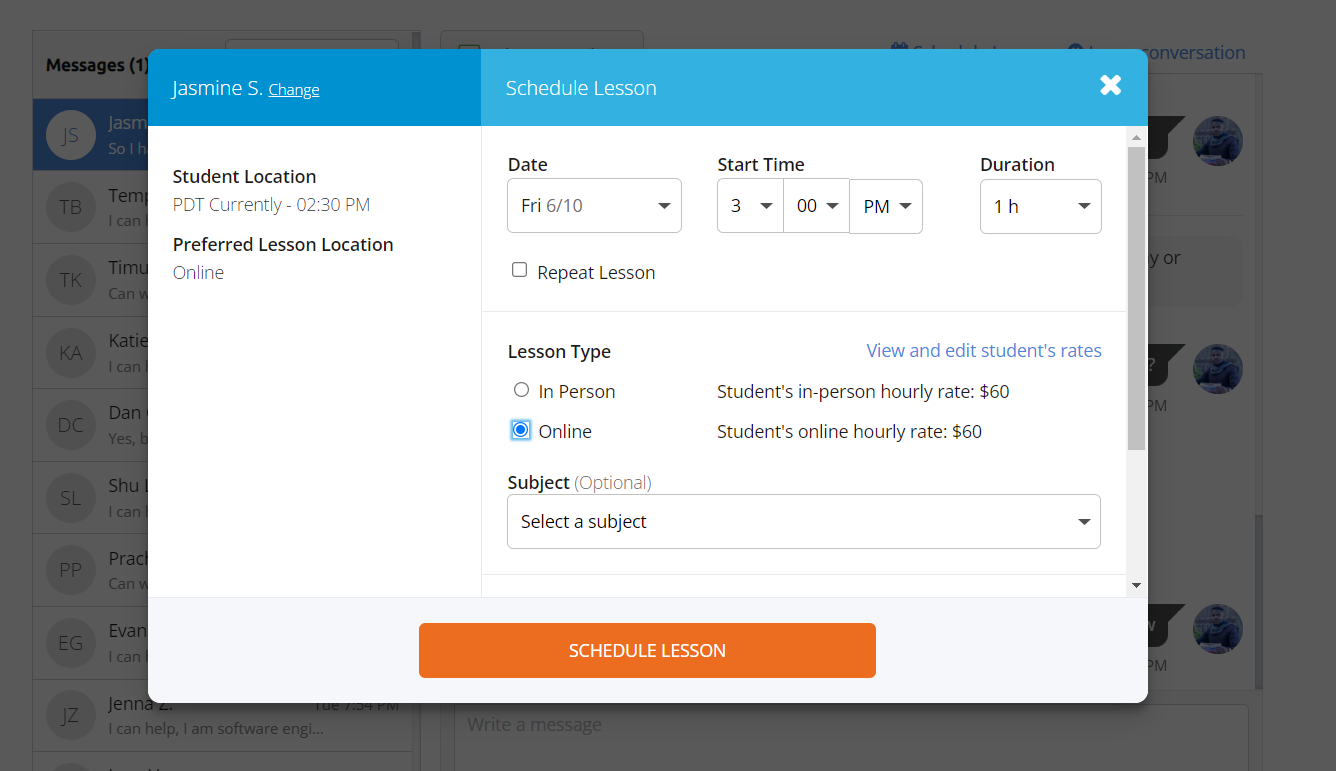 Messages (1)
conversation
Jasmine S. Change
Schedule Lesson
JS
Jasm
So I h
TB
Temp
I can
TK
Timu
Can w
KA
Katie
I can
DC
Dan
Yes, b
SL
Shu
I can
PP
Prach
Can w
EG
Evan
I can
JZ
Jenna Z.
Tue 7:54 PM
I can help, I am software engi...
Student Location
PDT Currently - 02:30 PM
Preferred Lesson Location
Online
Date
Start Time
Duration
Fri 6/10
3
00
PM
1 h
Repeat Lesson
Lesson Type
View and edit student's rates
In Person
Student's in-person hourly rate: $60
Online
Student's online hourly rate: $60
Subject (Optional)
Select a subject
SCHEDULE LESSON
PM
y or
?
PM
w
PM
Write a message